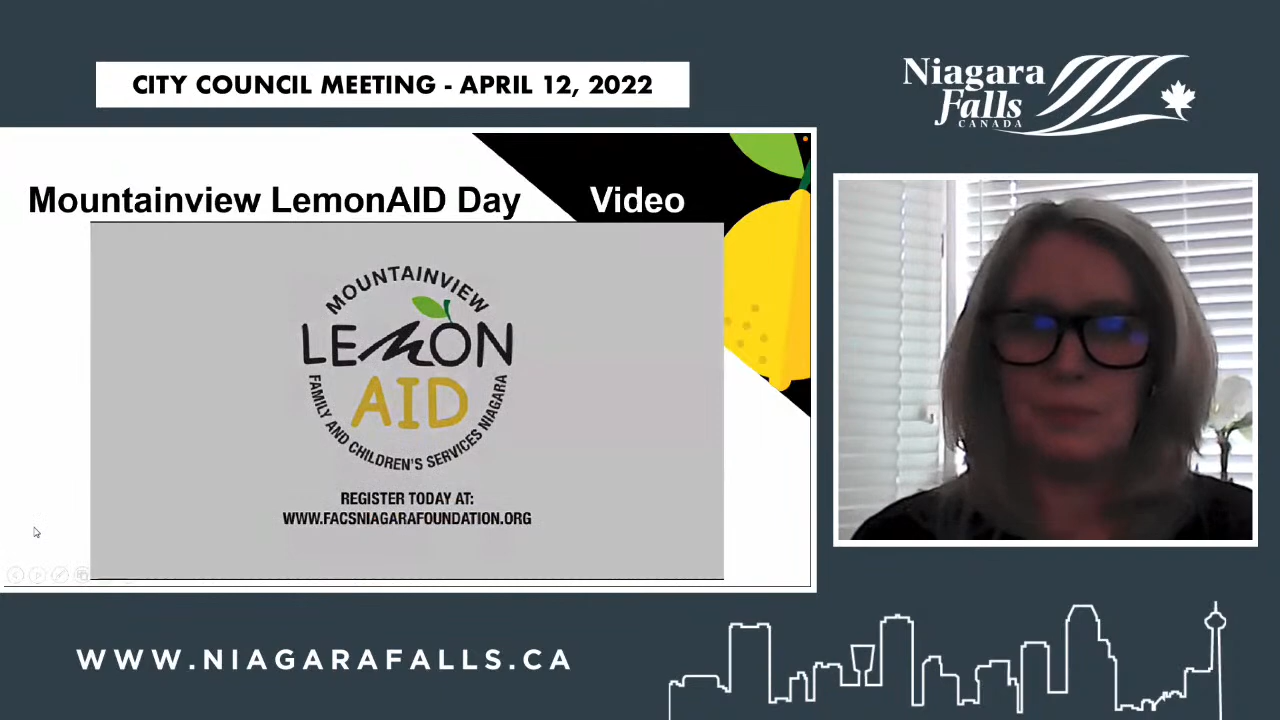 CITY COUNCIL MEETING - APRIL 12, 2022
Niagara
Falls
CANADA
Mountainview LemonAID Day Video
MOUNTAINVIEW
LEMON
AID
FAMILY AND CHILDREN'S SERVICES NIAGARA
REGISTER TODAY AT:
WWW.FACSNIAGARAFOUNDATION.ORG
WWW.NIAGARAFALLS.CA